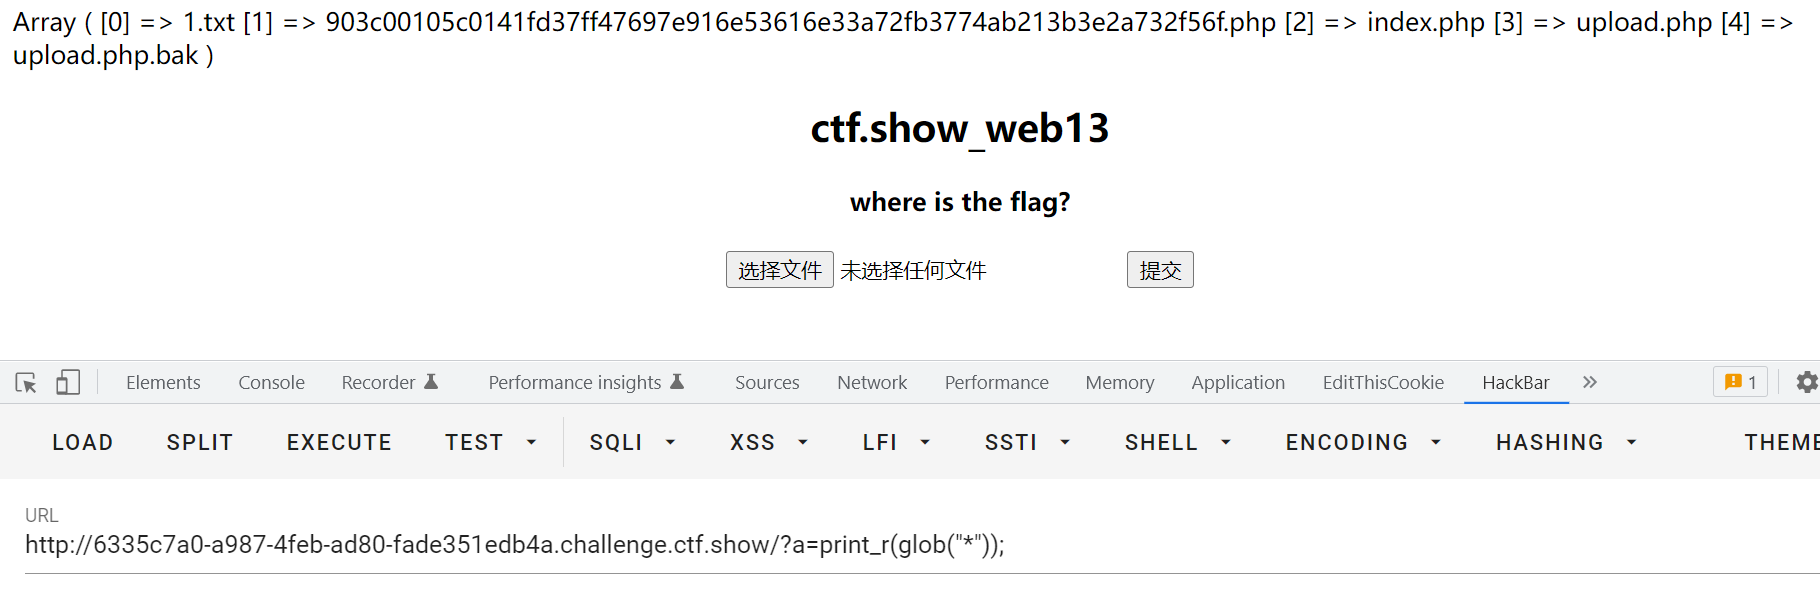 Array ( [0] => 1.txt [1] => 903c00105c0141fd37ff47697e916e53616e33a72fb3774ab213b3e2a732f56f.php [2] => index.php [3] => upload.php [4] =>
upload.php.bak )
ctf.show_web13
where is the flag?
选择文件 未选择任何文件 提交
Elements Console Recorder Performance insights Sources Network Performance Memory Application EditThisCookie HackBar » 1
LOAD SPLIT EXECUTE TEST SQLI XSS LFI SSTI SHELL ENCODING HASHING THEME
URL
http://6335c7a0-a987-4feb-ad80-fade351edb4a.challenge.ctf.show/?a=print_r(glob("*"));